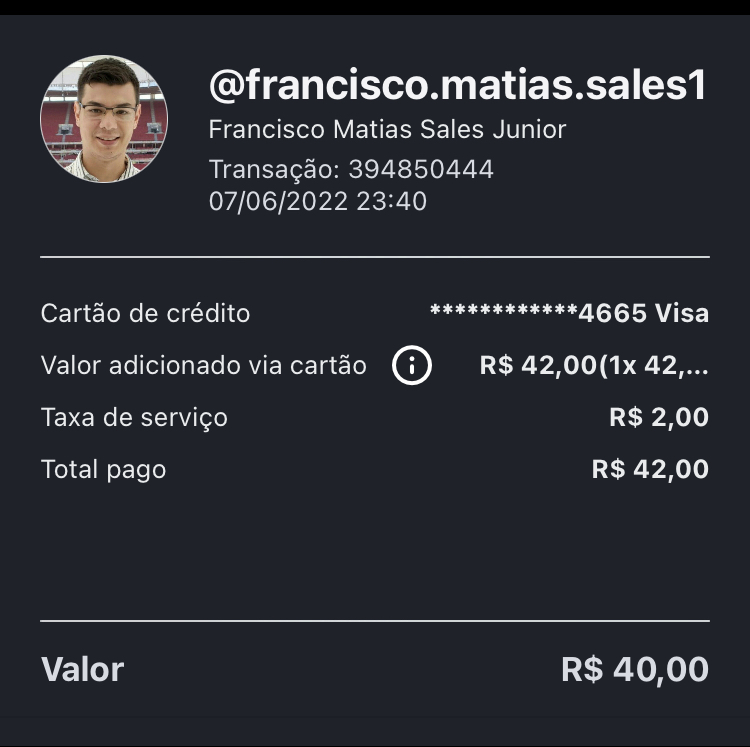 @francisco.matias.sales1
Francisco Matias Sales Junior
Transação: 394850444
07/06/2022 23:40
Cartão de crédito ************4665 Visa
Valor adicionado via cartão R$ 42,00(1x 42,...
Taxa de serviço R$ 2,00
Total pago R$ 42,00
Valor R$ 40,00